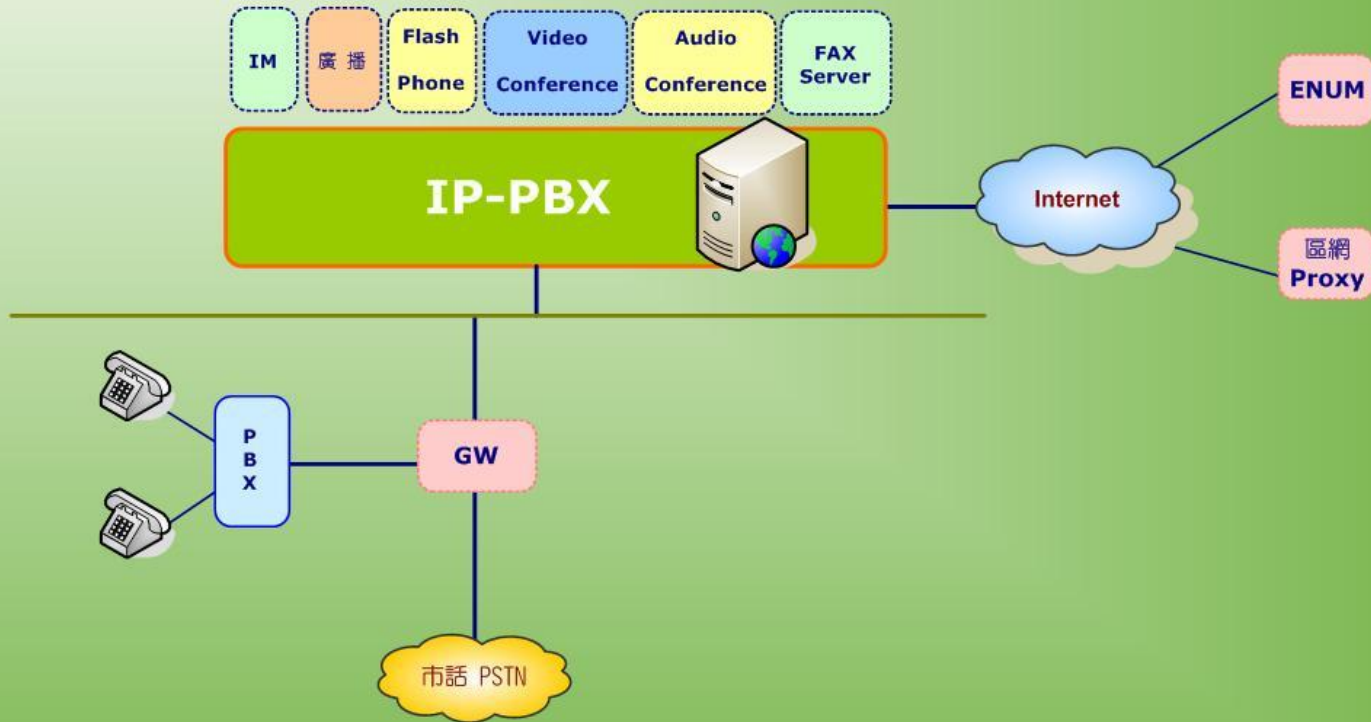 IM
廣 播
Flash
Phone
Video
Conference
Audio
Conference
FAX
Server
IP-PBX
Internet
ENUM
區網
Proxy
P
B
X
GW
市話 PSTN